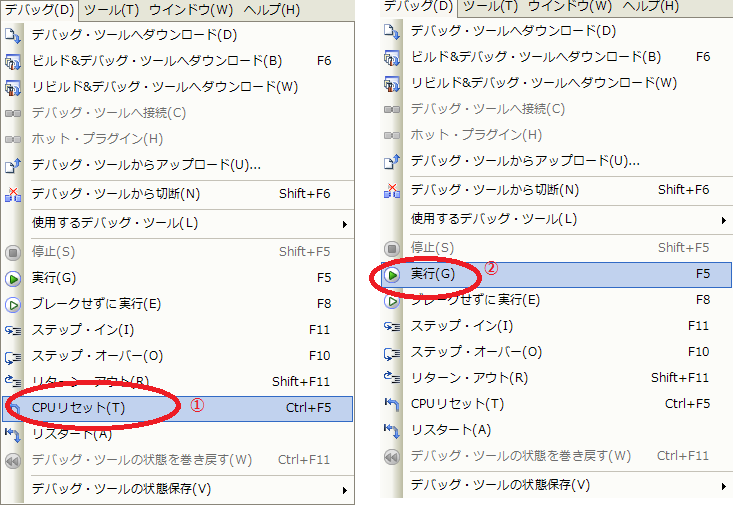 デバッグ(D) ツール(T) ウインドウ(W) ヘルプ(H)
デバッグ・ツールへダウンロード(D)
ビルド&デバッグ・ツールへダウンロード(B) F6
リビルド&デバッグ・ツールへダウンロード(W)
デバッグ・ツールへ接続(C)
ホット・プラグイン(H)
デバッグ・ツールからアップロード(U)...
デバッグ・ツールから切断(N) Shift+F6
使用するデバッグ・ツール(L)
停止(S) Shift+F5
実行(G) F5
ブレークせずに実行(E) F8
ステップ・イン(I) F11
ステップ・オーバー(O) F10
リターン・アウト(R) Shift+F11
CPUリセット(T) ① Ctrl+F5
リスタート(A)
デバッグ・ツールの状態を巻き戻す(W) Ctrl+F11
デバッグ・ツールの状態保存(V)
デバッグ(D) ツール(T) ウインドウ(W) ヘルプ(H)
デバッグ・ツールへダウンロード(D)
ビルド&デバッグ・ツールへダウンロード(B) F6
リビルド&デバッグ・ツールへダウンロード(W)
デバッグ・ツールへ接続(C)
ホット・プラグイン(H)
デバッグ・ツールからアップロード(U)...
デバッグ・ツールから切断(N) Shift+F6
使用するデバッグ・ツール(L)
停止(S) Shift+F5
実行(G) ② F5
ブレークせずに実行(E) F8
ステップ・イン(I) F11
ステップ・オーバー(O) F10
リターン・アウト(R) Shift+F11
CPUリセット(T) Ctrl+F5
リスタート(A)
デバッグ・ツールの状態を巻き戻す(W) Ctrl+F11
デバッグ・ツールの状態保存(V)